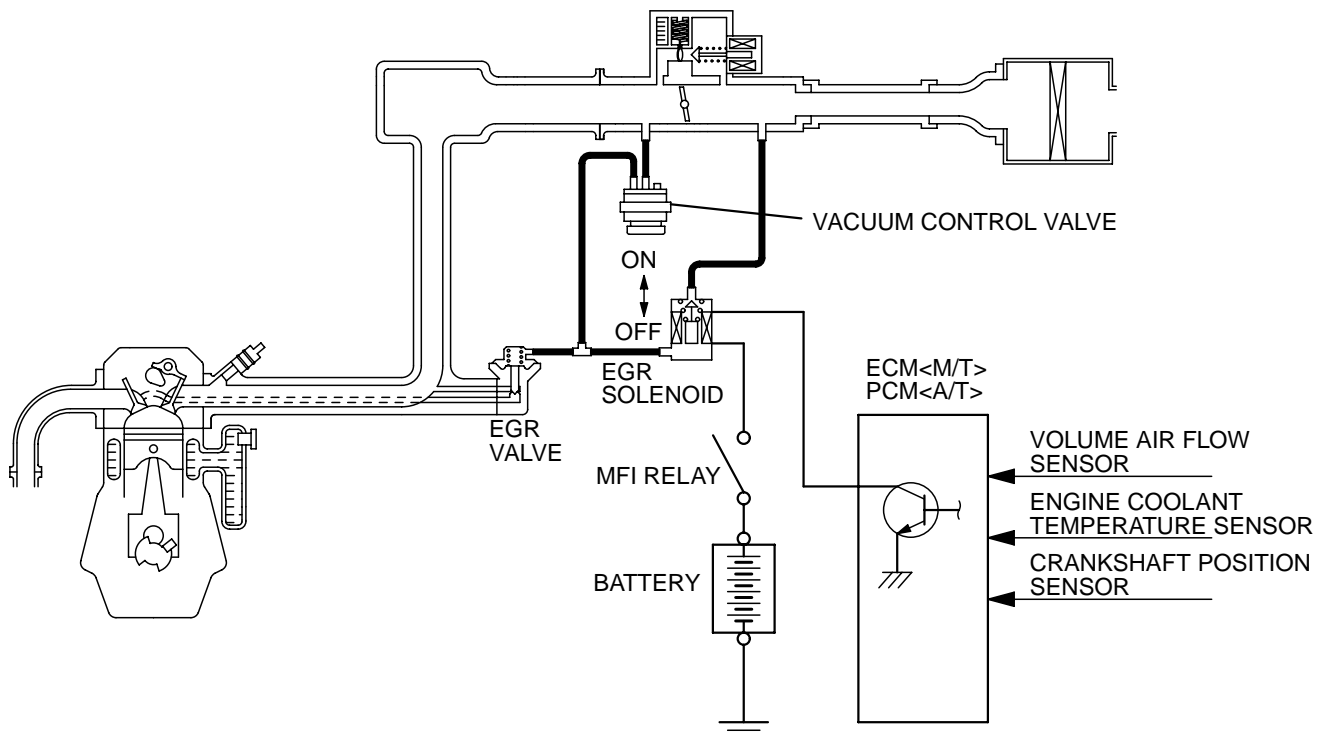 VACUUM CONTROL VALVE
ON
OFF
EGR
SOLENOID
EGR
VALVE
ECM<M/T>
PCM<A/T>
MFI RELAY
VOLUME AIR FLOW
SENSOR
ENGINE COOLANT
TEMPERATURE SENSOR
CRANKSHAFT POSITION
SENSOR
BATTERY